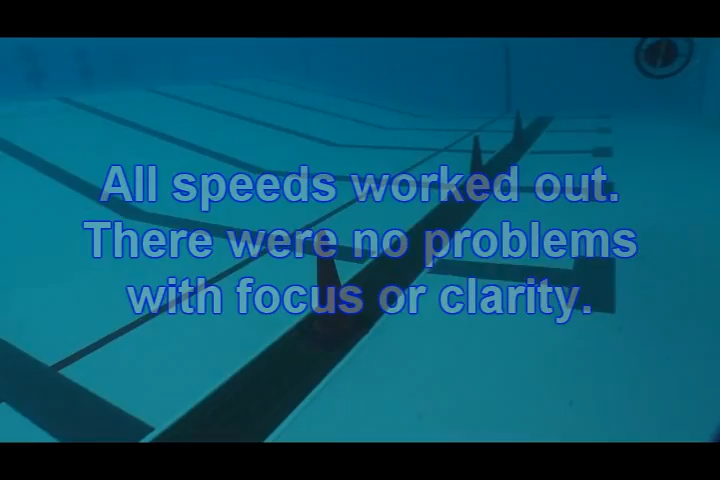 All speeds worked out.
There were no problems
with focus or clarity.